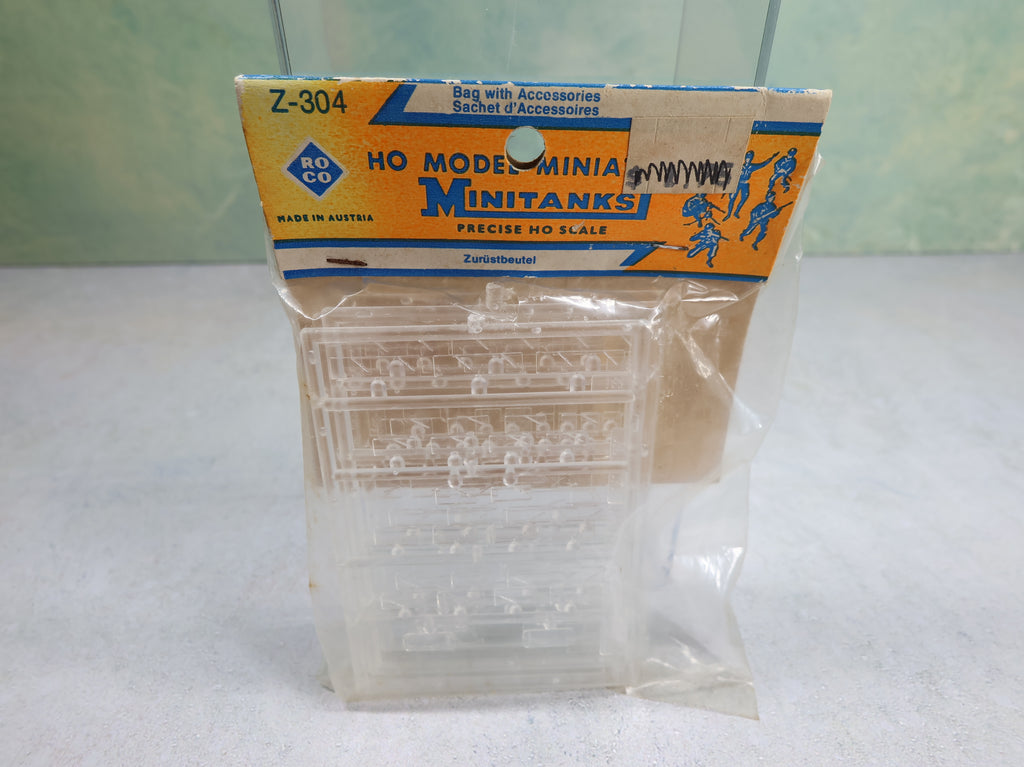 Z-304
Bag with Accessories
Sachet d'Accessoires
RO
CO
HO MODEL MINIA
MINITANKS
MADE IN AUSTRIA
PRECISE HO SCALE
Zurüstbeutel